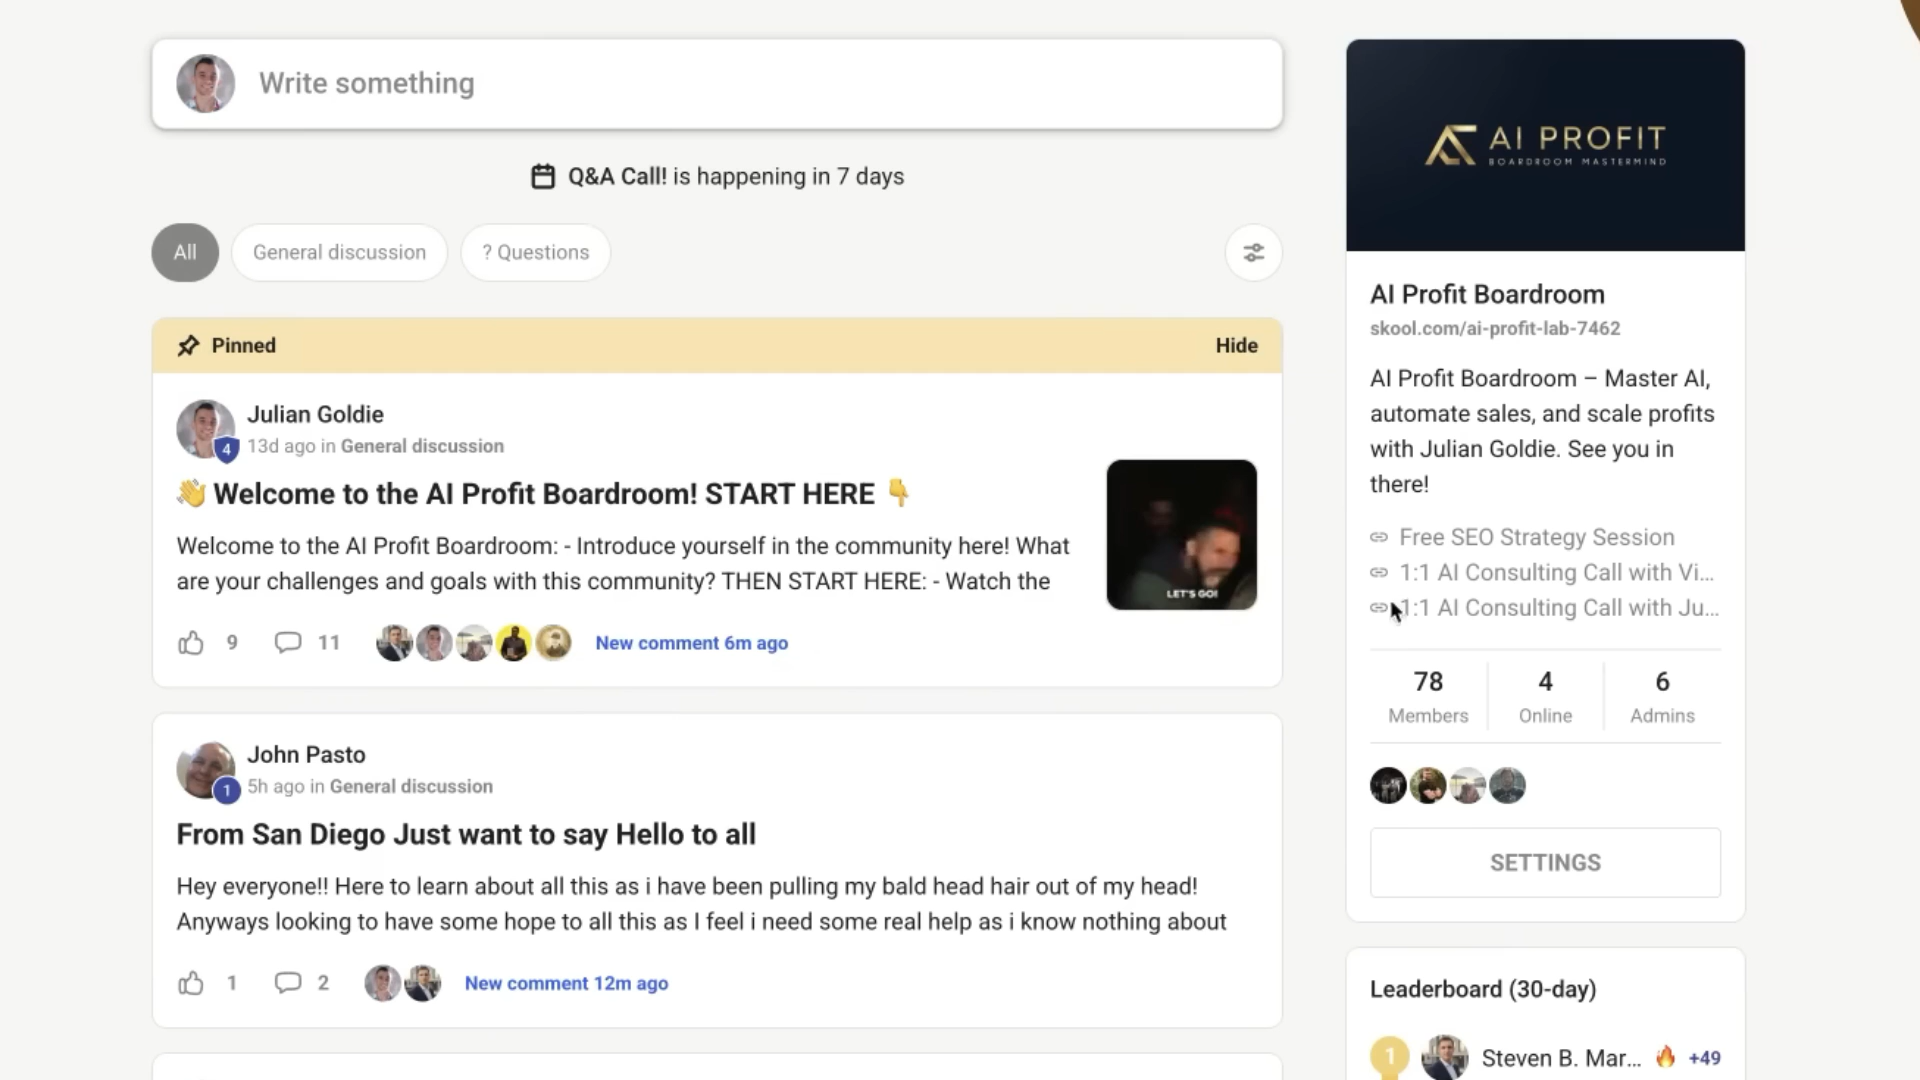 Write something
Q&A Call! is happening in 7 days
All
General discussion
? Questions
Pinned
Hide
Julian Goldie
4
13d ago in General discussion
👋 Welcome to the AI Profit Boardroom! START HERE 👇
Welcome to the AI Profit Boardroom: - Introduce yourself in the community here! What
are your challenges and goals with this community? THEN START HERE: - Watch the
LET'S GO!
9
11
New comment 6m ago
John Pasto
1
5h ago in General discussion
From San Diego Just want to say Hello to all
Hey everyone!! Here to learn about all this as i have been pulling my bald head hair out of my head!
Anyways looking to have some hope to all this as I feel i need some real help as i know nothing about
1
2
New comment 12m ago
AI PROFIT
BOARDROOM MASTERMIND
AI Profit Boardroom
skool.com/ai-profit-lab-7462
AI Profit Boardroom – Master AI,
automate sales, and scale profits
with Julian Goldie. See you in
there!
Free SEO Strategy Session
1:1 AI Consulting Call with Vi...
1:1 AI Consulting Call with Ju...
78
Members
4
Online
6
Admins
SETTINGS
Leaderboard (30-day)
1
Steven B. Mar... 🔥 +49